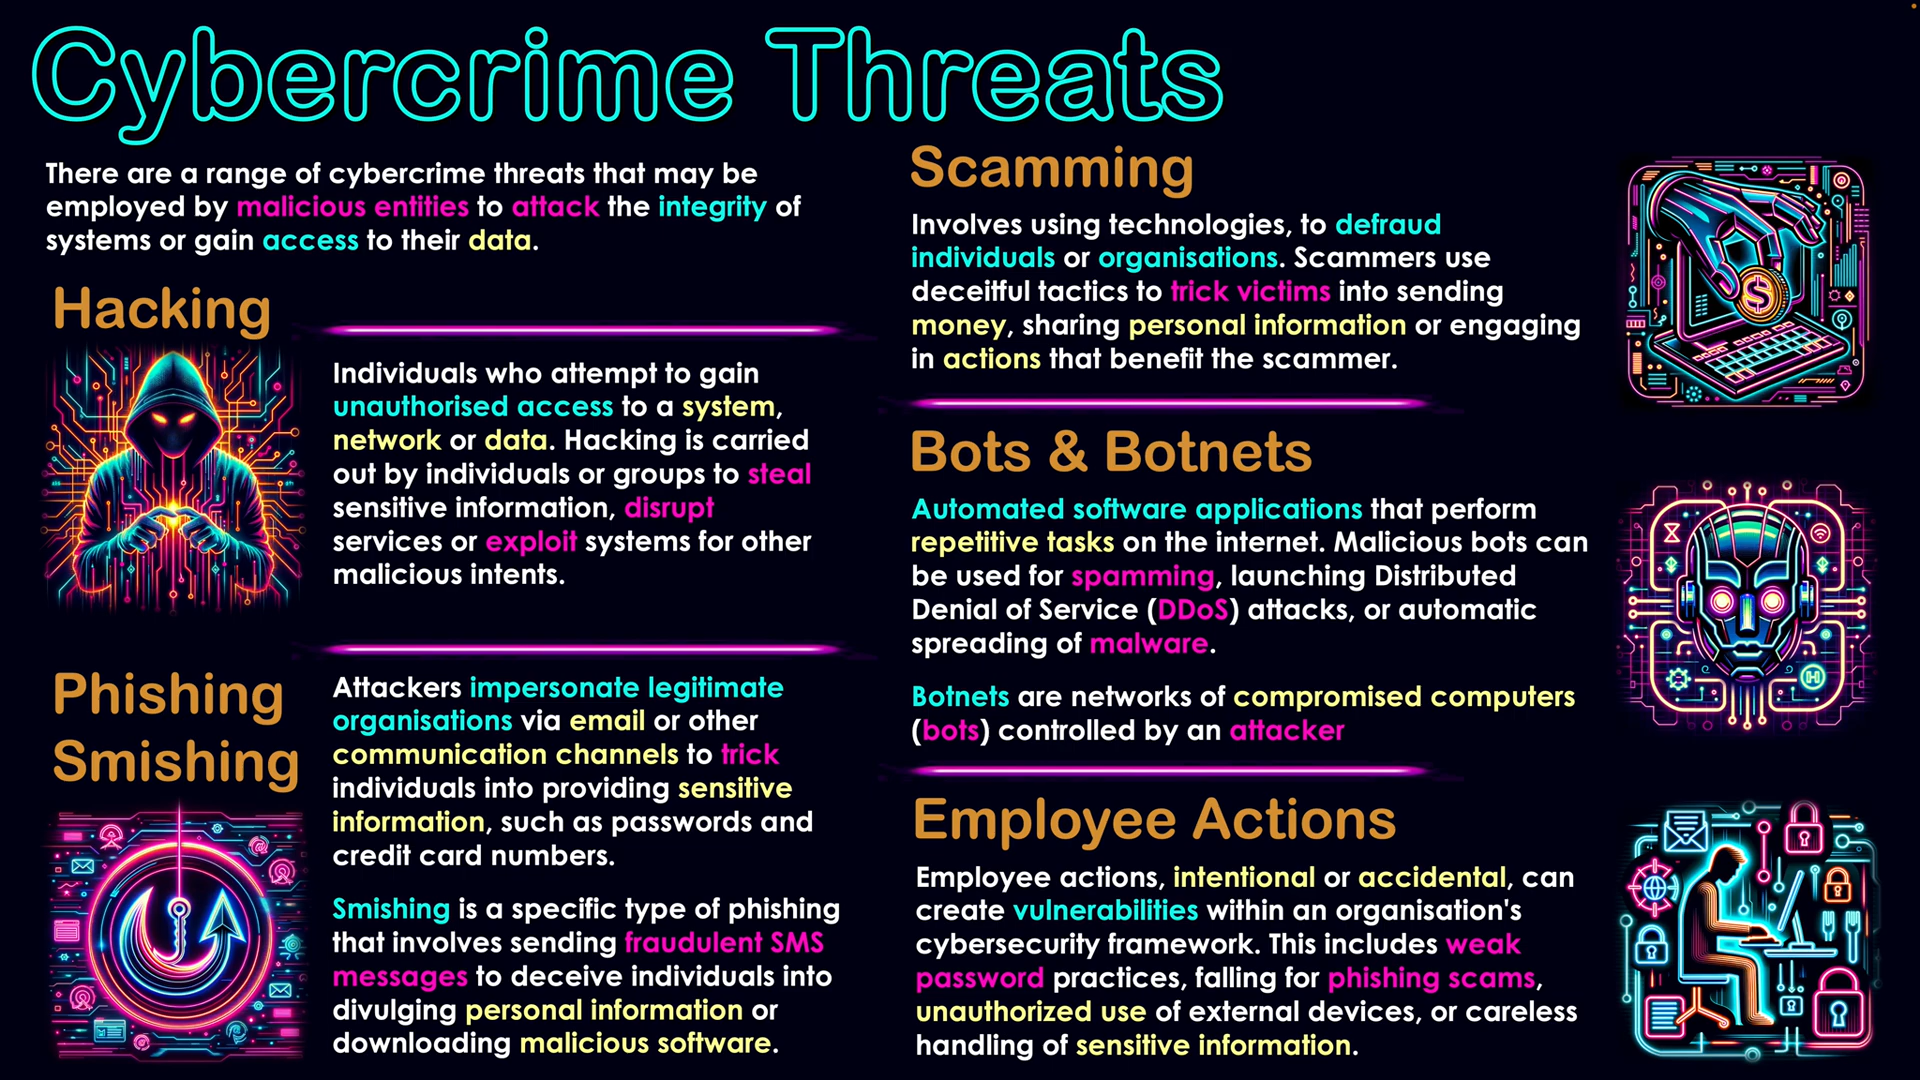 Cybercrime Threats
There are a range of cybercrime threats that may be
employed by malicious entities to attack the integrity of
systems or gain access to their data.
Hacking
Individuals who attempt to gain
unauthorised access to a system,
network or data. Hacking is carried
out by individuals or groups to steal
sensitive information, disrupt
services or exploit systems for other
malicious intents.
Phishing
Smishing
Attackers impersonate legitimate
organisations via email or other
communication channels to trick
individuals into providing sensitive
information, such as passwords and
credit card numbers.
Smishing is a specific type of phishing
that involves sending fraudulent SMS
messages to deceive individuals into
divulging personal information or
downloading malicious software.
Scamming
Involves using technologies, to defraud
individuals or organisations. Scammers use
deceitful tactics to trick victims into sending
money, sharing personal information or engaging
in actions that benefit the scammer.
Bots & Botnets
Automated software applications that perform
repetitive tasks on the internet. Malicious bots can
be used for spamming, launching Distributed
Denial of Service (DDoS) attacks, or automatic
spreading of malware.
Botnets are networks of compromised computers
(bots) controlled by an attacker
Employee Actions
Employee actions, intentional or accidental, can
create vulnerabilities within an organisation's
cybersecurity framework. This includes weak
password practices, falling for phishing scams,
unauthorized use of external devices, or careless
handling of sensitive information.